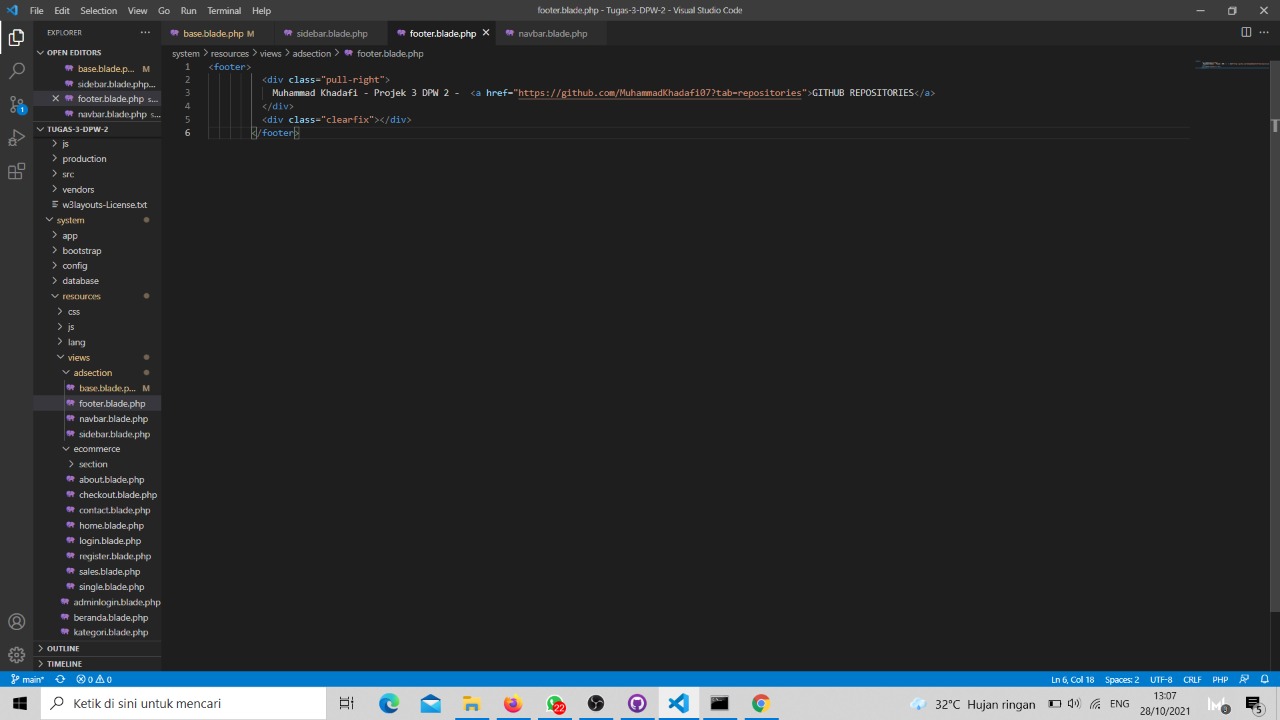 File Edit Selection View Go Run Terminal Help
footer.blade.php - Tugas-3-DPW-2 - Visual Studio Code
EXPLORER
base.blade.php M
sidebar.blade.php
footer.blade.php
navbar.blade.php
OPEN EDITORS
base.blade.p... M
sidebar.blade.php...
footer.blade.php s...
navbar.blade.php s...
TUGAS-3-DPW-2
js
production
src
vendors
w3layouts-License.txt
system
app
bootstrap
config
database
resources
css
js
lang
views
adsection
base.blade.p... M
footer.blade.php
navbar.blade.php
sidebar.blade.php
ecommerce
section
about.blade.php
checkout.blade.php
contact.blade.php
home.blade.php
login.blade.php
register.blade.php
sales.blade.php
single.blade.php
adminlogin.blade.php
beranda.blade.php
kategori.blade.php
OUTLINE
TIMELINE
system > resources > views > adsection > footer.blade.php
1 <footer>
2 <div class="pull-right">
3 Muhammad Khadafi - Projek 3 DPW 2 - <a href="https://github.com/MuhammadKhadafi07?tab=repositories">GITHUB REPOSITORIES</a>
4 </div>
5 <div class="clearfix"></div>
6 </footer>
1
main* 0 0
Ln 6, Col 18 Spaces: 2 UTF-8 CRLF PHP
Ketik di sini untuk mencari
22
32°C Hujan ringan
ENG
13:07
28/10/2021
5